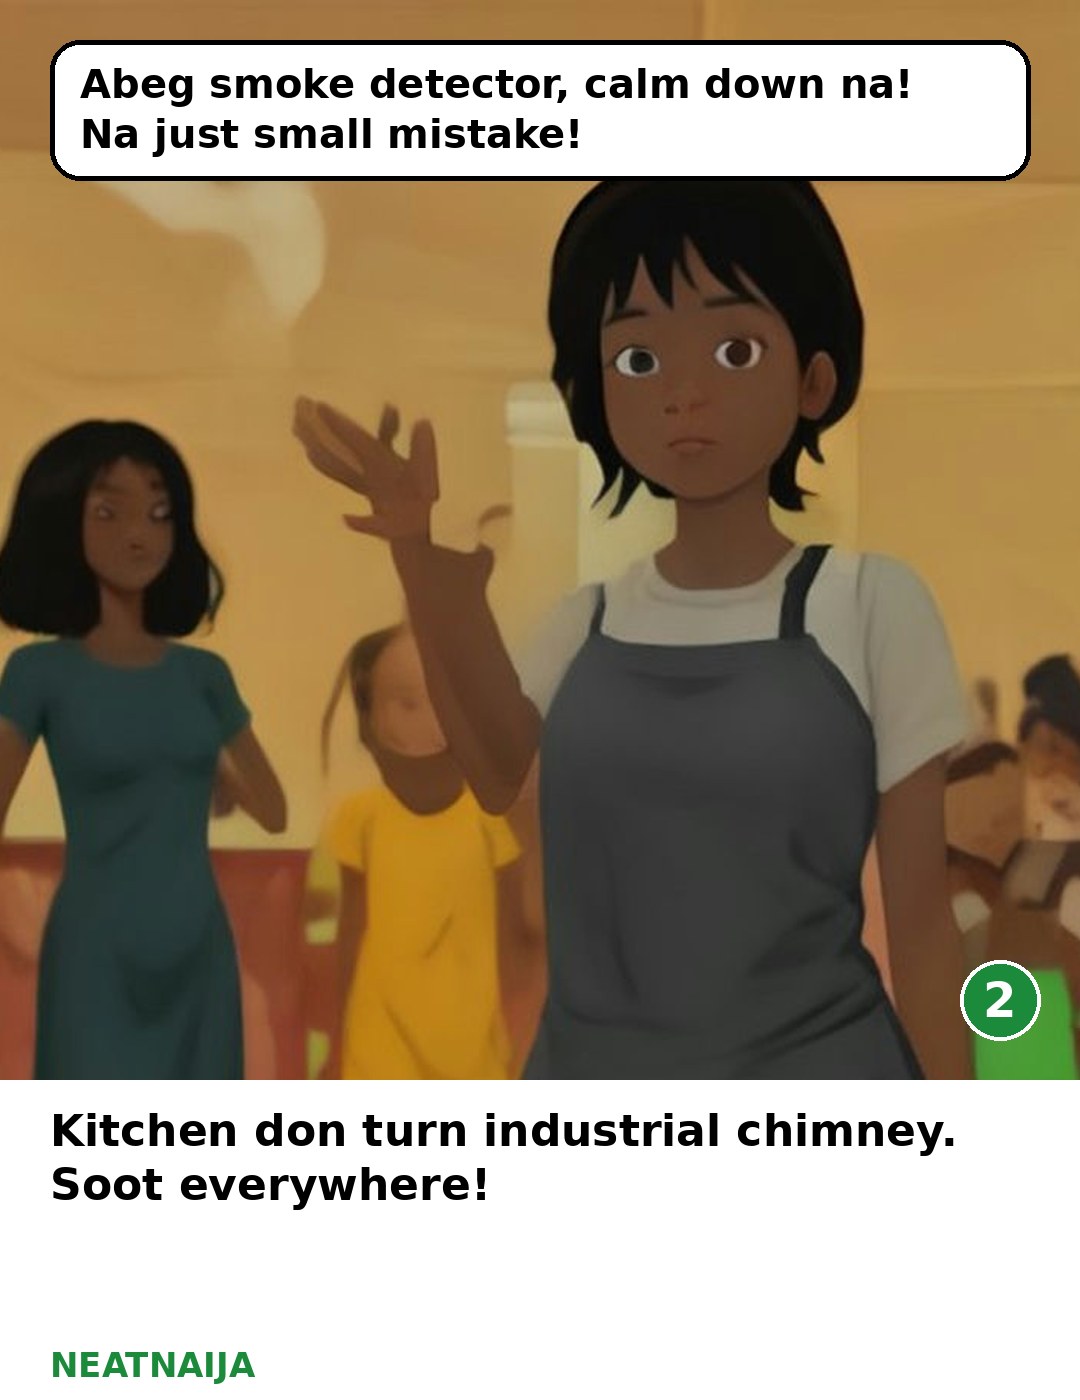 Abeg smoke detector, calm down na!
Na just small mistake!
2
Kitchen don turn industrial chimney.
Soot everywhere!
NEATNAIJA